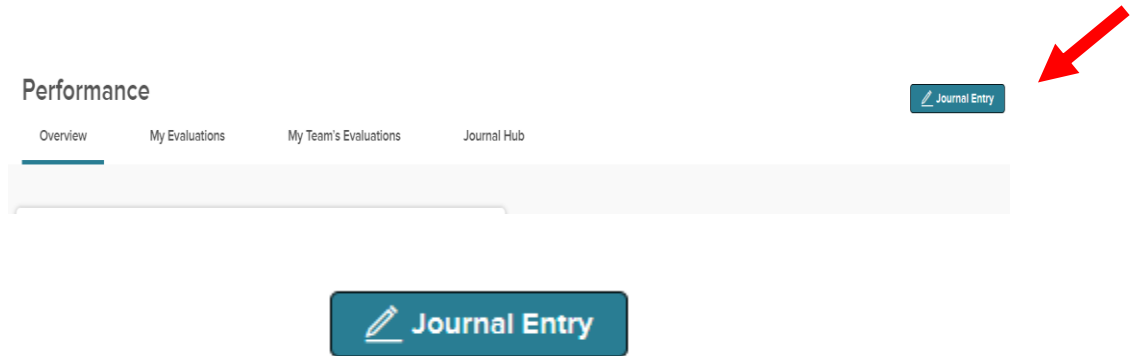 Performance
Journal Entry
Overview My Evaluations My Team's Evaluations Journal Hub
Journal Entry